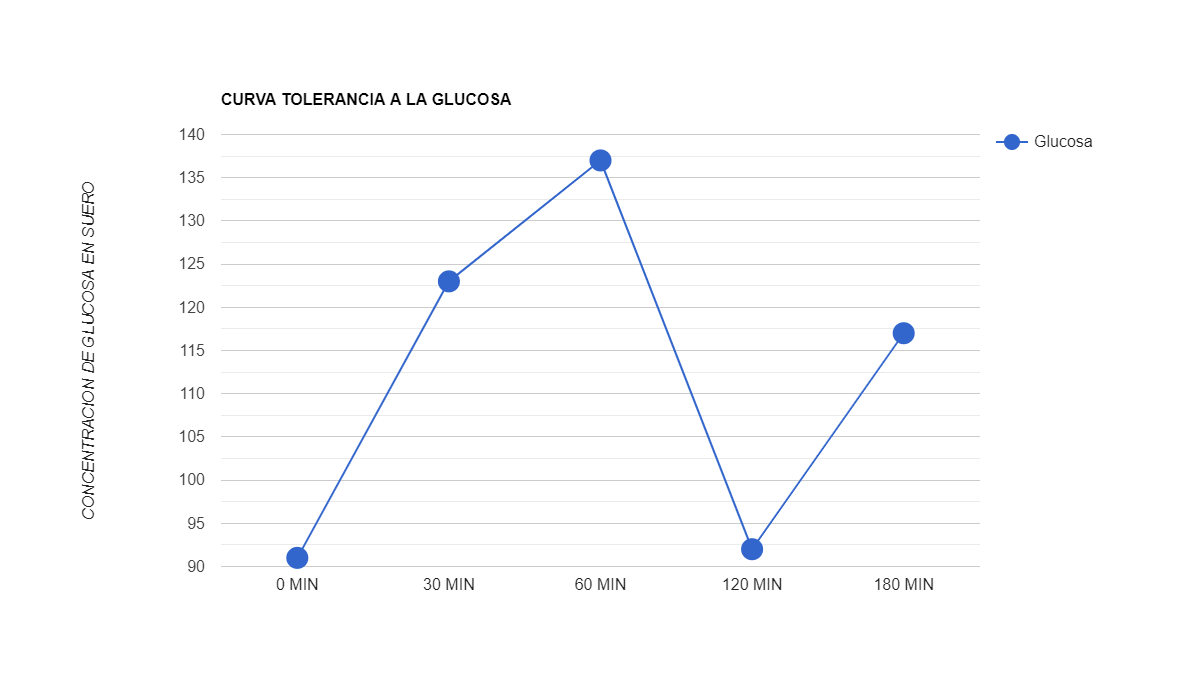 CURVA TOLERANCIA A LA GLUCOSA
Glucosa
CONCENTRACION DE GLUCOSA EN SUERO
140
135
130
125
120
115
110
105
100
95
90
0 MIN
30 MIN
60 MIN
120 MIN
180 MIN